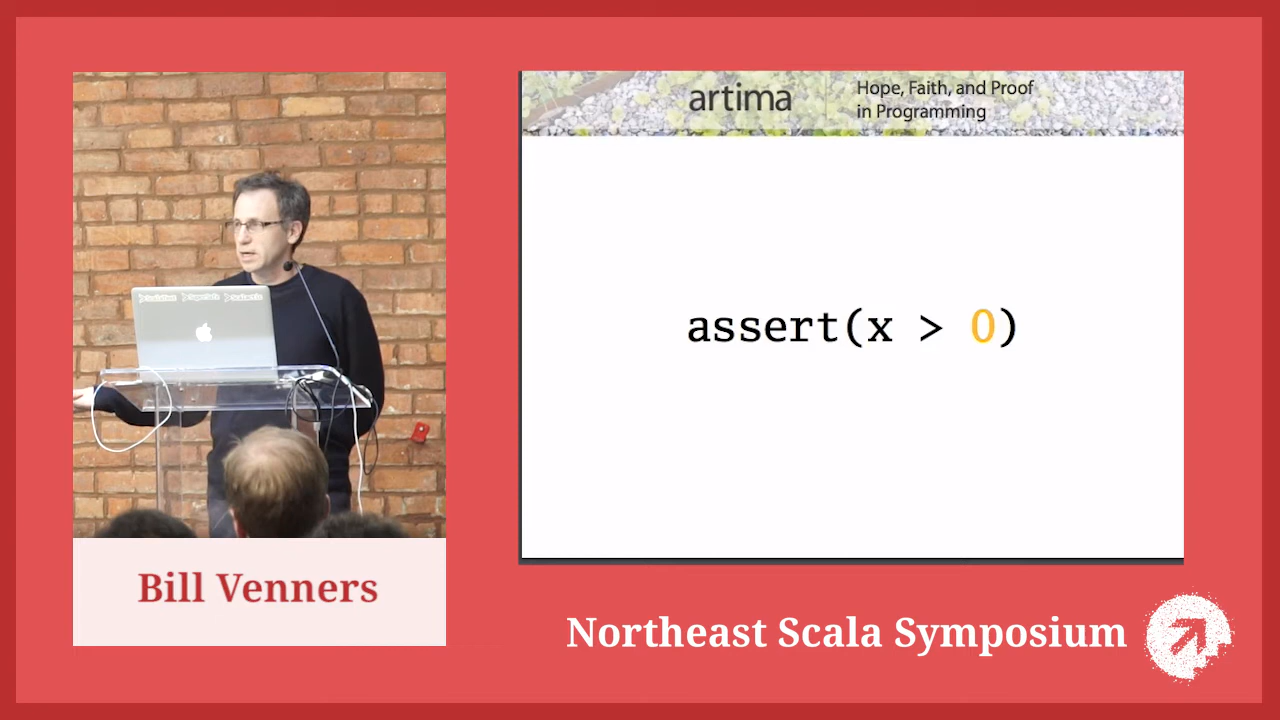 artima
Hope, Faith, and Proof
in Programming
assert(x > 0)
Bill Venners
Northeast Scala Symposium